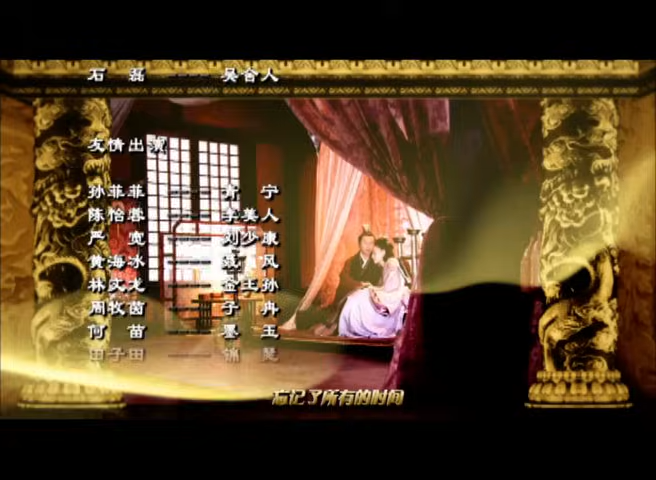 石磊 —— 吴舍人
友情出演
孙菲菲 —— 青宁
陈怡蓉 —— 李美人
严宽 —— 刘少康
黄海冰 —— 聂风
林文龙 —— 金王孙
周牧茵 —— 子冉
何苗 —— 墨玉
田子田 —— 锦瑟
忘记了所有的时间